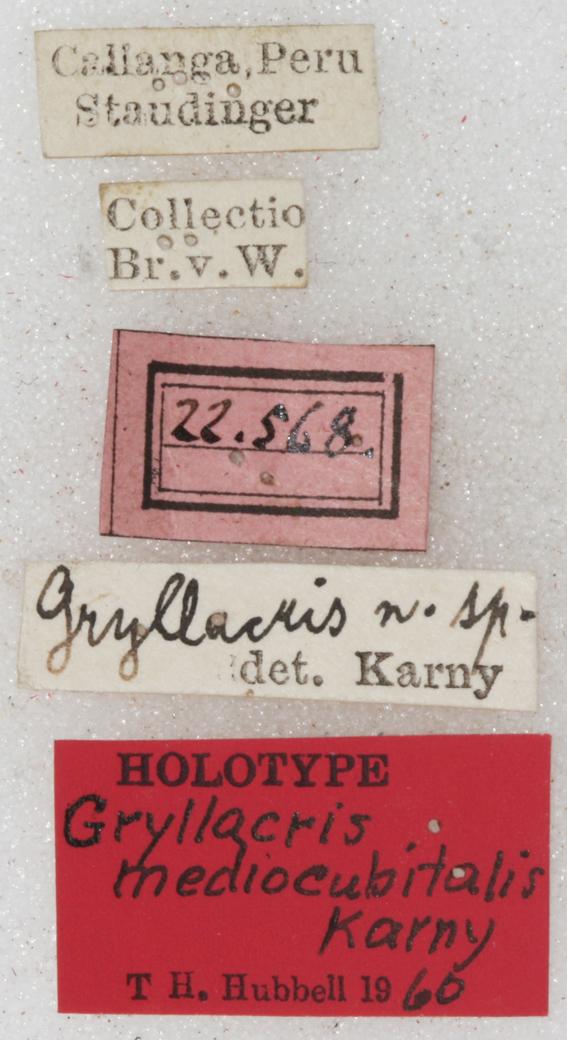 Callanga, Peru
Staudinger
Collectio
Br. v. W.
22.568.
Gryllacris n. sp.
det. Karny
HOLOTYPE
Gryllacris
mediocubitalis
Karny
T H. Hubbell 1960